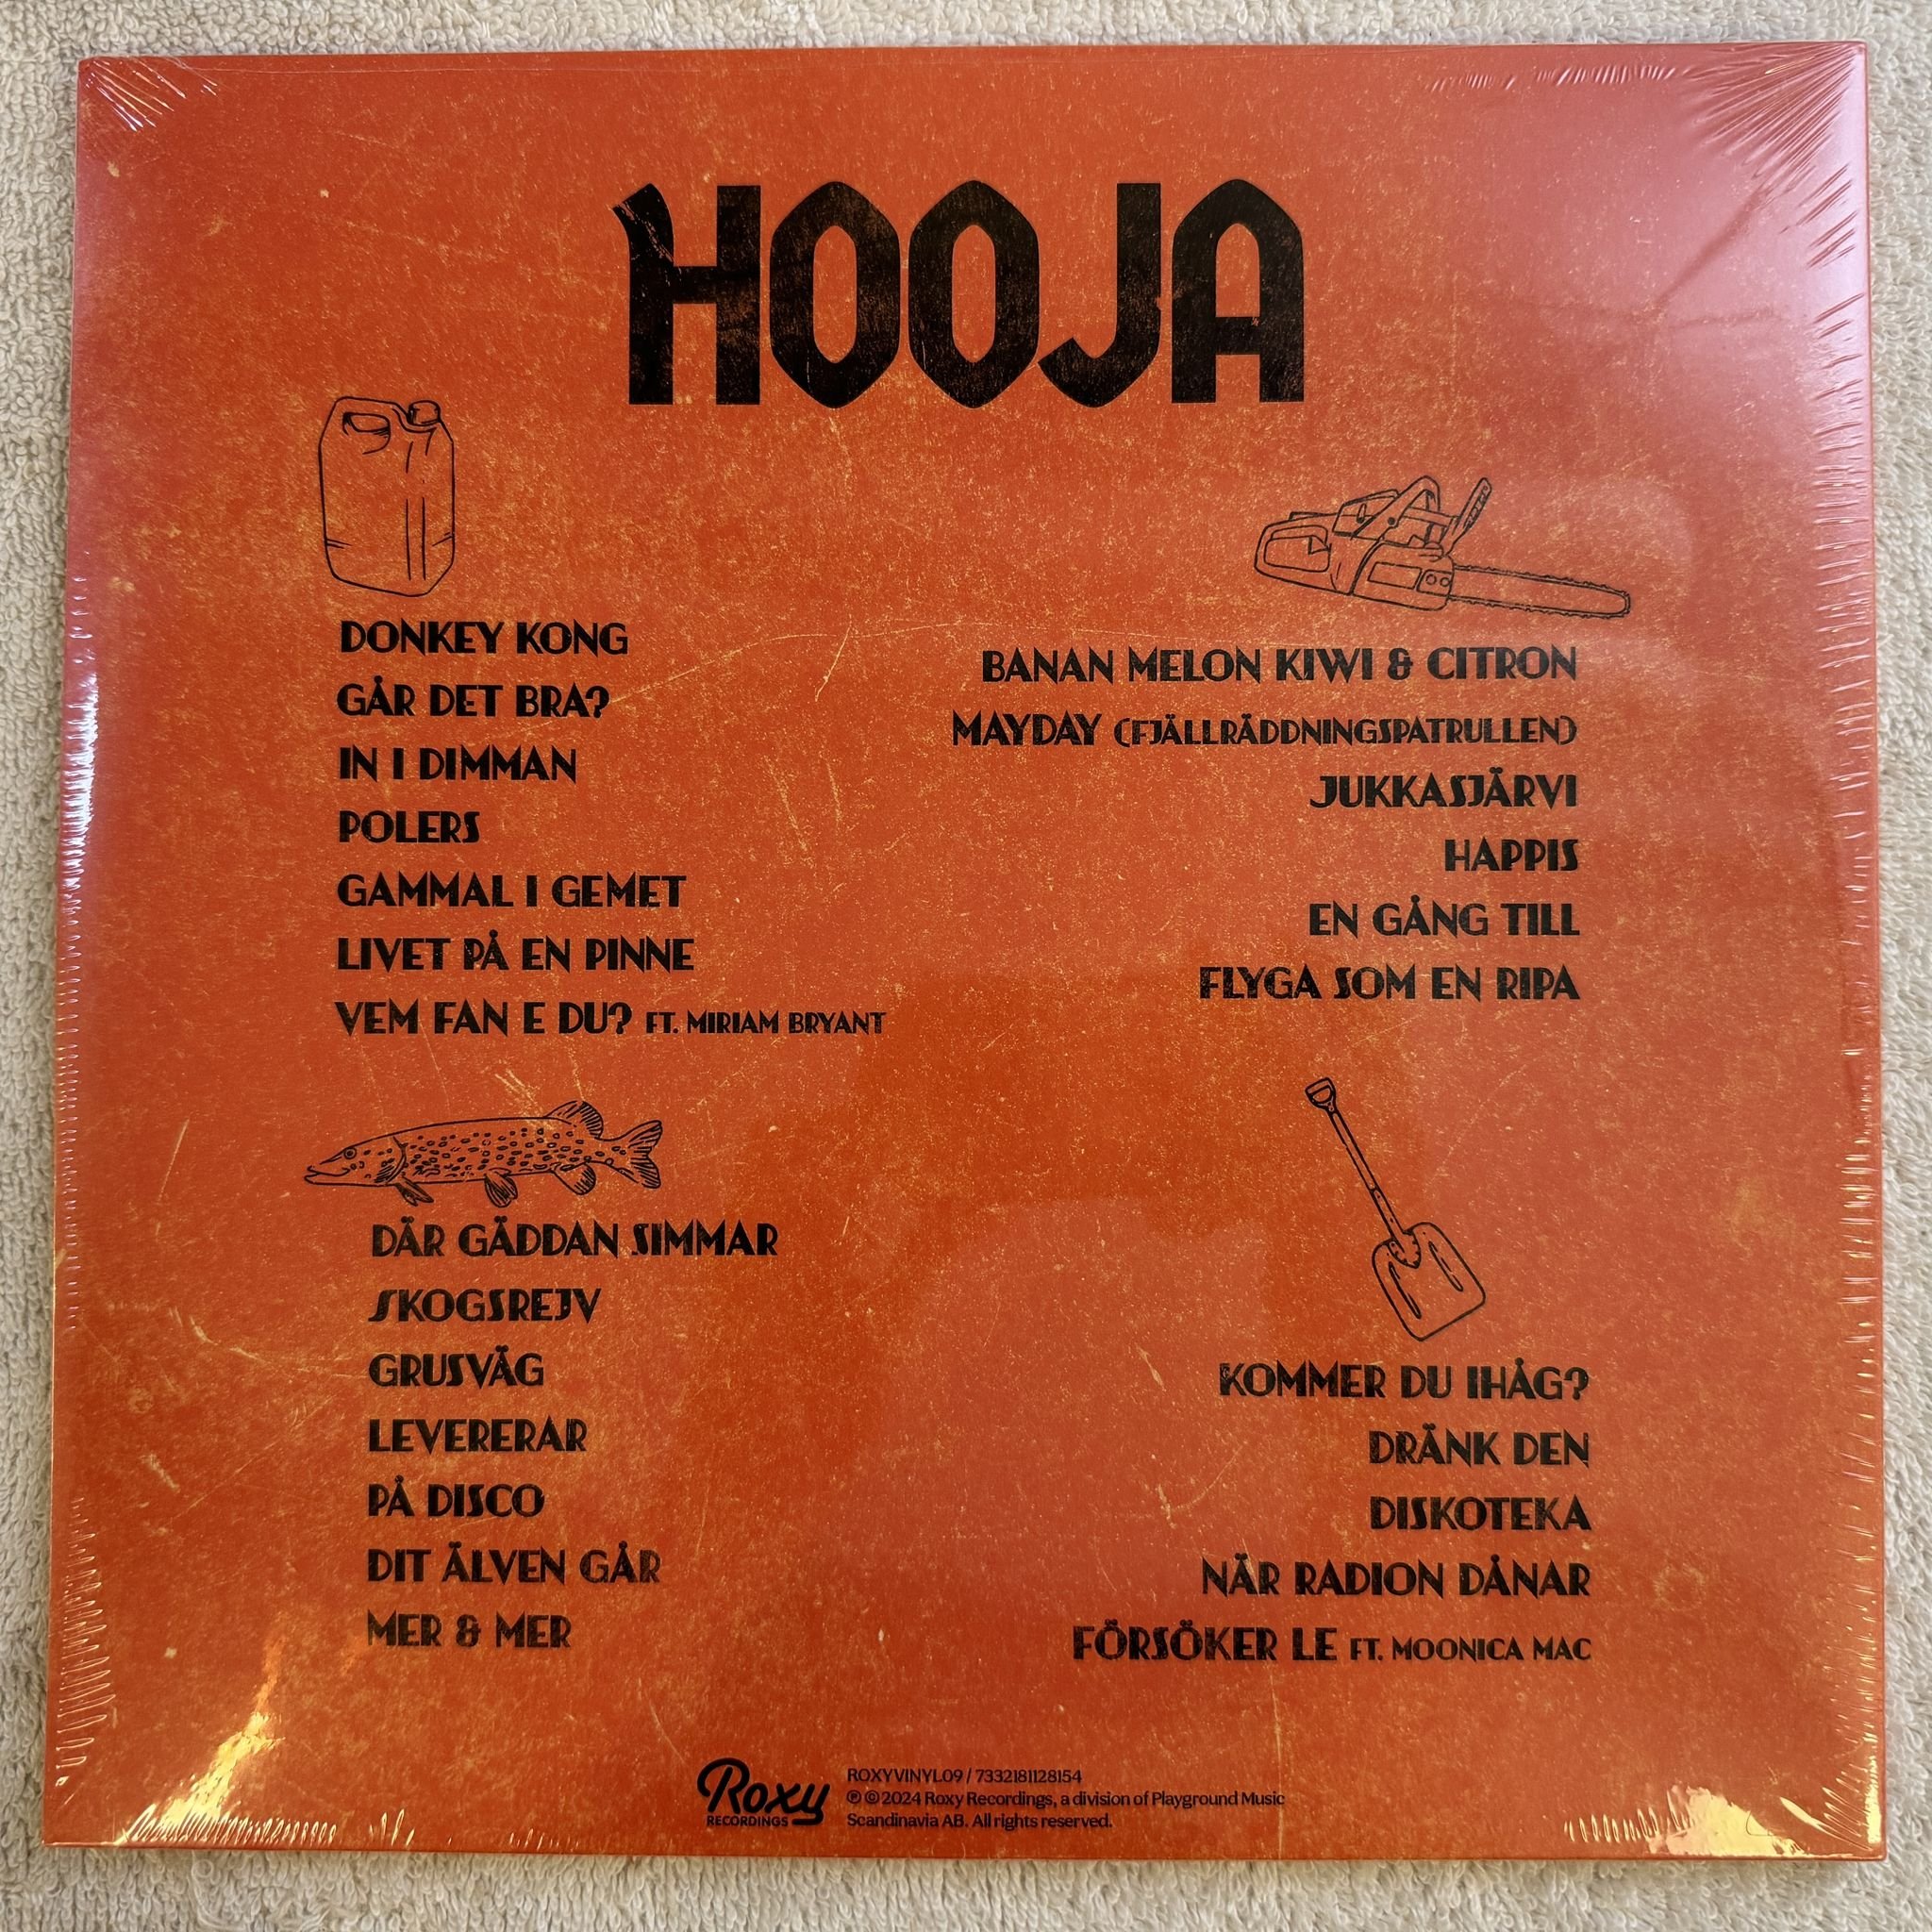 HOOJA
DONKEY KONG
GÅR DET BRA?
IN I DIMMAN
POLERS
GAMMAL I GEMET
LIVET PÅ EN PINNE
VEM FAN E DU? FT. MIRIAM BRYANT
BANAN MELON KIWI & CITRON
MAYDAY (FJÄLLRÄDDNINGSPATRULLEN)
JUKKASJÄRVI
HAPPIS
EN GÅNG TILL
FLYGA SOM EN RIPA
DÄR GÄDDAN SIMMAR
SKOGSREJV
GRUSVÄG
LEVERERAR
PÅ DISCO
DIT ÄLVEN GÅR
MER & MER
KOMMER DU IHÅG?
DRÄNK DEN
DISKOTEKA
NÄR RADION DÅNAR
FÖRSÖKER LE FT. MOONICA MAC
Roxy
RECORDINGS
ROXYVINYL09 / 7332181128154
℗ © 2024 Roxy Recordings, a division of Playground Music
Scandinavia AB. All rights reserved.